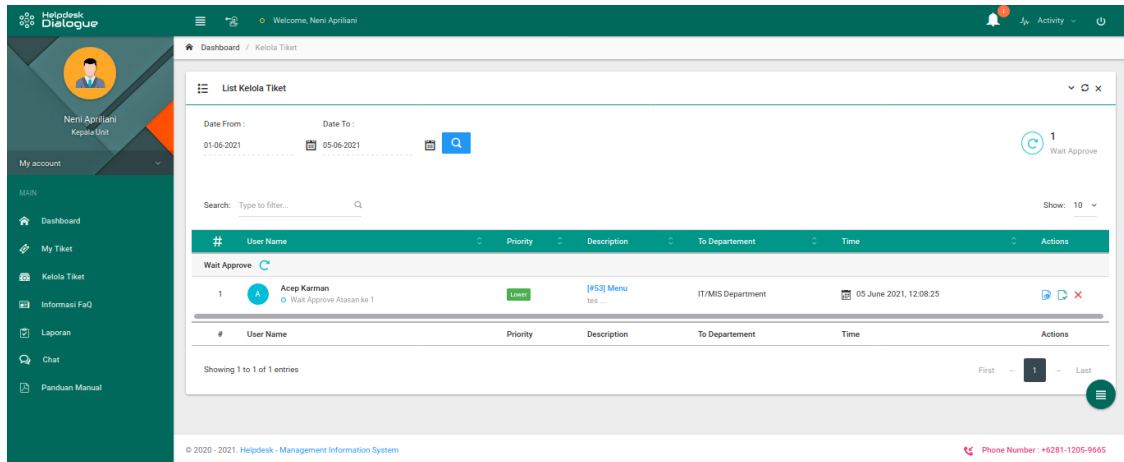 Helpdesk
Dialogue
Welcome, Neni Apriliani
1
Activity
Dashboard / Kelola Tiket
Neni Apriliani
Kepala Unit
My account
MAIN
Dashboard
My Tiket
Kelola Tiket
Informasi FaQ
Laporan
Chat
Panduan Manual
List Kelola Tiket
Date From :
Date To :
01-06-2021
05-06-2021
1
Wait Approve
Search: Type to filter...
Show: 10
# User Name Priority Description To Departement Time Actions
Wait Approve
1 A Acep Karman Lower [#53] Menu IT/MIS Department 05 June 2021, 12:08:25
Wait Approve Atasan ke 1 tes ...
# User Name Priority Description To Departement Time Actions
Showing 1 to 1 of 1 entries
First ← 1 → Last
© 2020 - 2021. Helpdesk - Management Information System
Phone Number : +6281-1205-9665